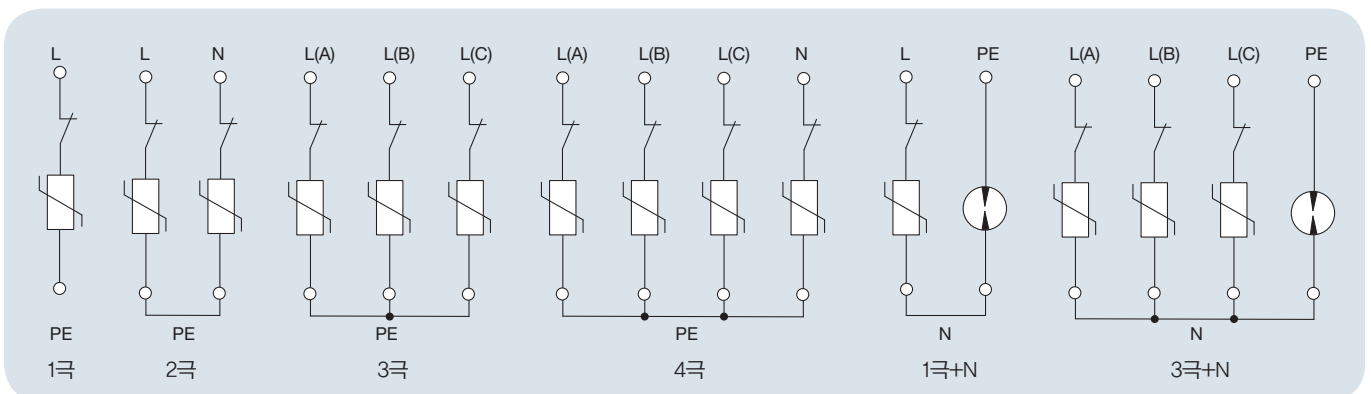 L L N L(A) L(B) L(C) L(A) L(B) L(C) N L PE L(A) L(B) L(C) PE
PE PE PE PE N N
1극 2극 3극 4극 1극+N 3극+N